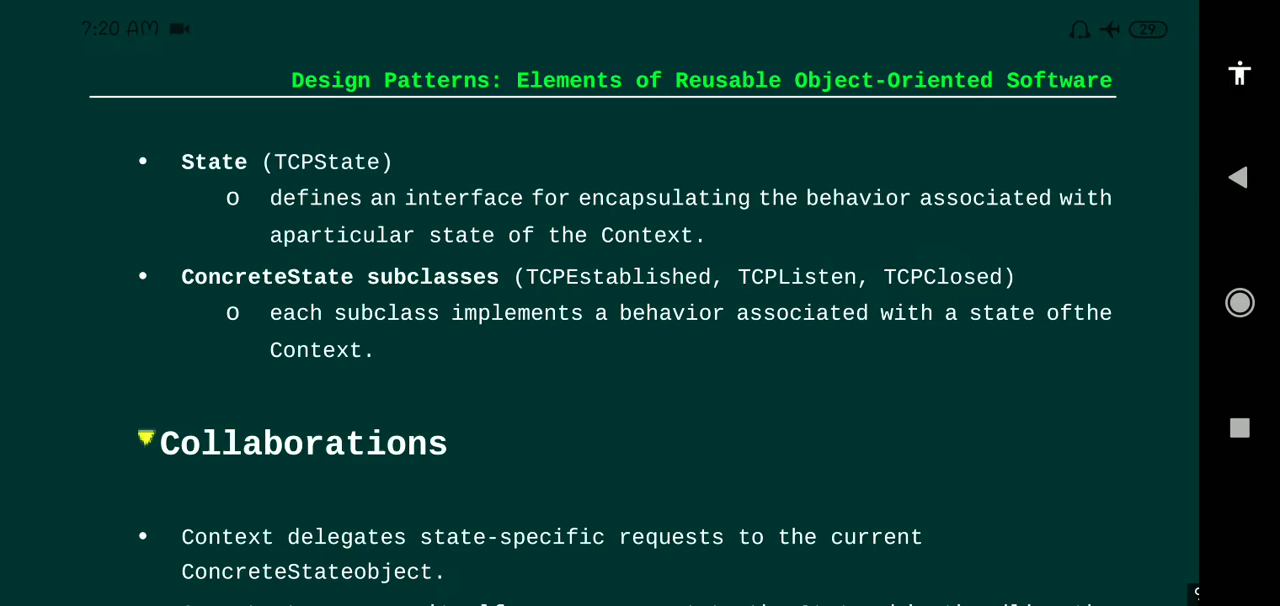 7:20 AM
29
Design Patterns: Elements of Reusable Object-Oriented Software
• State (TCPState)
o defines an interface for encapsulating the behavior associated with
aparticular state of the Context.
• ConcreteState subclasses (TCPEstablished, TCPListen, TCPClosed)
o each subclass implements a behavior associated with a state ofthe
Context.
Collaborations
• Context delegates state-specific requests to the current
ConcreteStateobject.